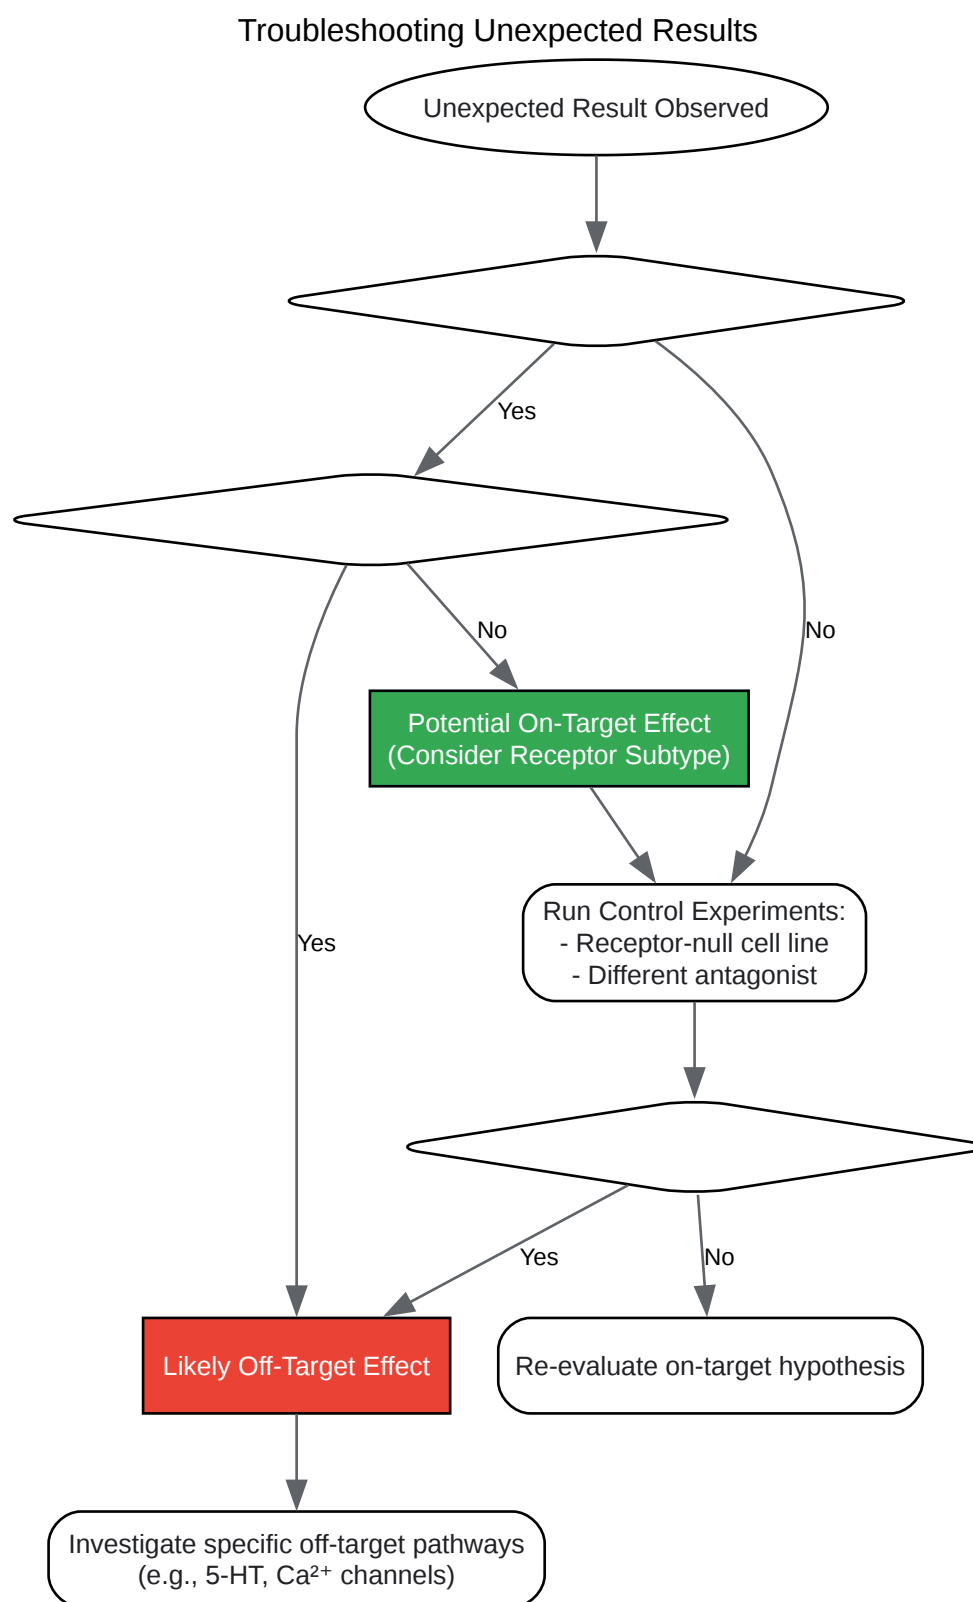 Troubleshooting Unexpected Results
Unexpected Result Observed
Yes
No
No
Potential On-Target Effect
(Consider Receptor Subtype)
Run Control Experiments:
- Receptor-null cell line
- Different antagonist
Yes
Yes
No
Likely Off-Target Effect
Re-evaluate on-target hypothesis
Investigate specific off-target pathways
(e.g., 5-HT, Ca²⁺ channels)